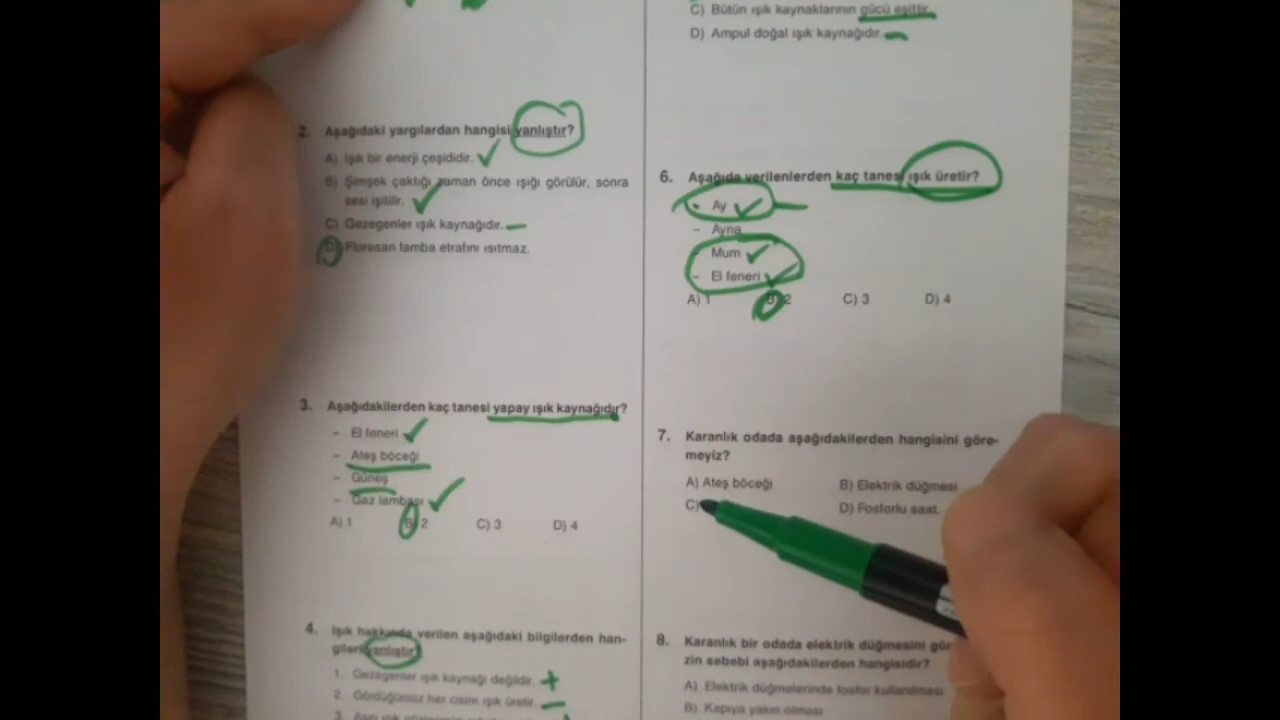 2. Aşağıdaki yargılardan hangisi yanlıştır?
A) Işık bir enerji çeşididir.
B) Şimşek çaktığı zaman önce ışığı görülür, sonra
sesi işitilir.
C) Gezegenler ışık kaynağıdır.
D) Floresan lamba etrafını ısıtmaz.
3. Aşağıdakilerden kaç tanesi yapay ışık kaynağıdır?
– El feneri
– Ateş böceği
– Güneş
– Gaz lambası
A) 1 B) 2 C) 3 D) 4
4. Işık hakkında verilen aşağıdaki bilgilerden han-
gileri yanlıştır?
1. Gezegenler ışık kaynağı değildir.
2. Gördüğümüz her cisim ışık üretir.
3. Aşırı ışık
C) Bütün ışık kaynaklarının gücü eşittir.
D) Ampul doğal ışık kaynağıdır.
6. Aşağıda verilenlerden kaç tanesi ışık üretir?
– Ay
– Ayna
Mum
– El feneri
A) 1 B) 2 C) 3 D) 4
7. Karanlık odada aşağıdakilerden hangisini göre-
meyiz?
A) Ateş böceği B) Elektrik düğmesi
C) D) Fosforlu saat
8. Karanlık bir odada elektrik düğmesini gör
zin sebebi aşağıdakilerden hangisidir?
A) Elektrik düğmelerinde fosfor kullanılması
B) Kapıya yakın olması